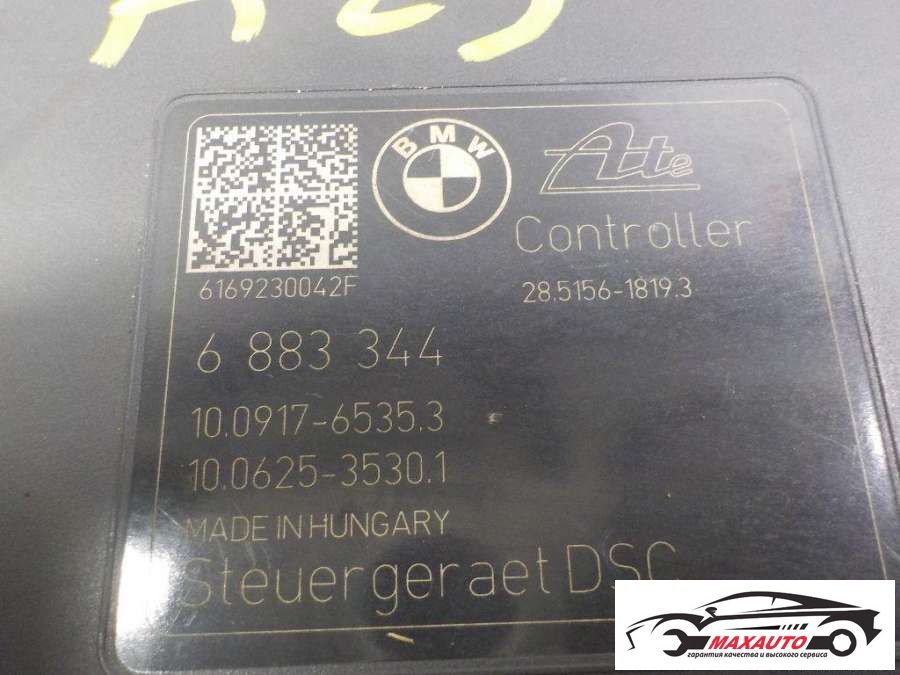 BMW
Ate
Controller
6169230042F
28.5156-1819.3
6 883 344
10.0917-6535.3
10.0625-3530.1
MADE IN HUNGARY
Steuergeraet DSC
MAXAUTO
гарантия качества и высокого сервиса